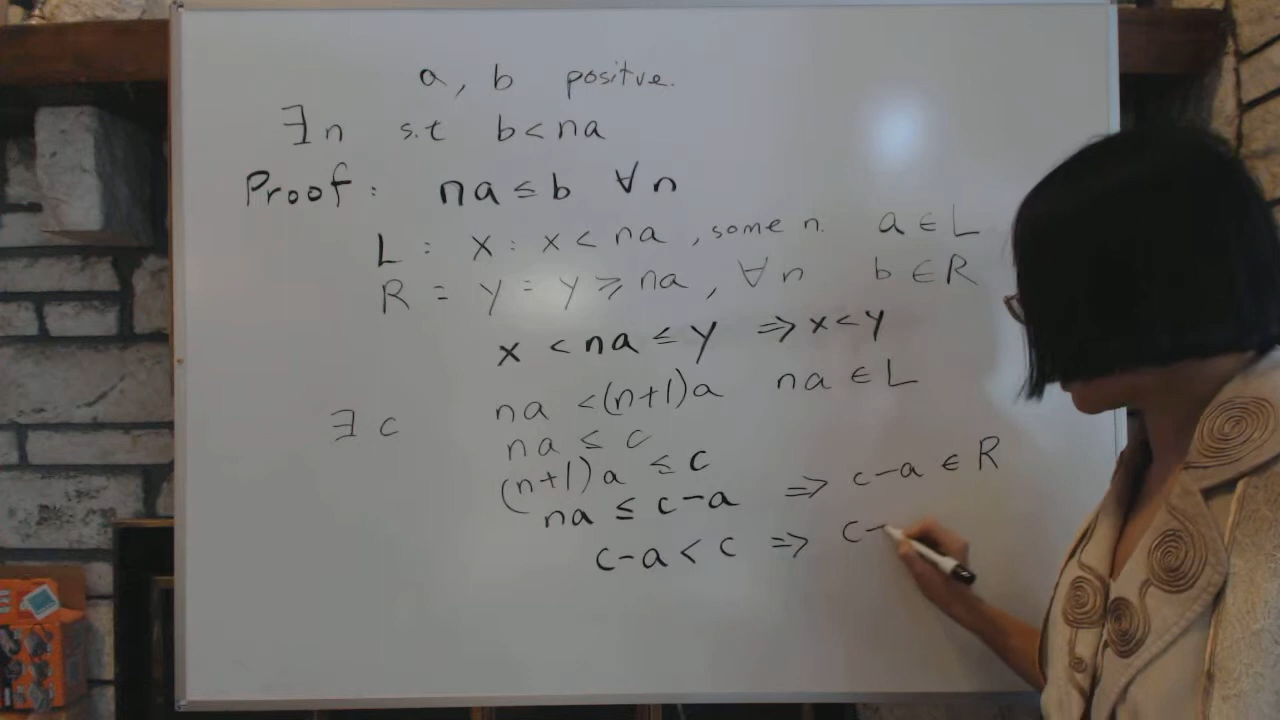 a, b positve.
∃n s.t b < na
Proof: na ≤ b ∀n
L: x: x < na, some n. a ∈ L
R = y = y ≥ na, ∀n b ∈ R
x < na ≤ y ⇒ x < y
na < (n+1)a na ∈ L
∃ c
na ≤ c
(n+1)a ≤ c
na ≤ c-a ⇒ c-a ∈ R
c-a < c ⇒ c-